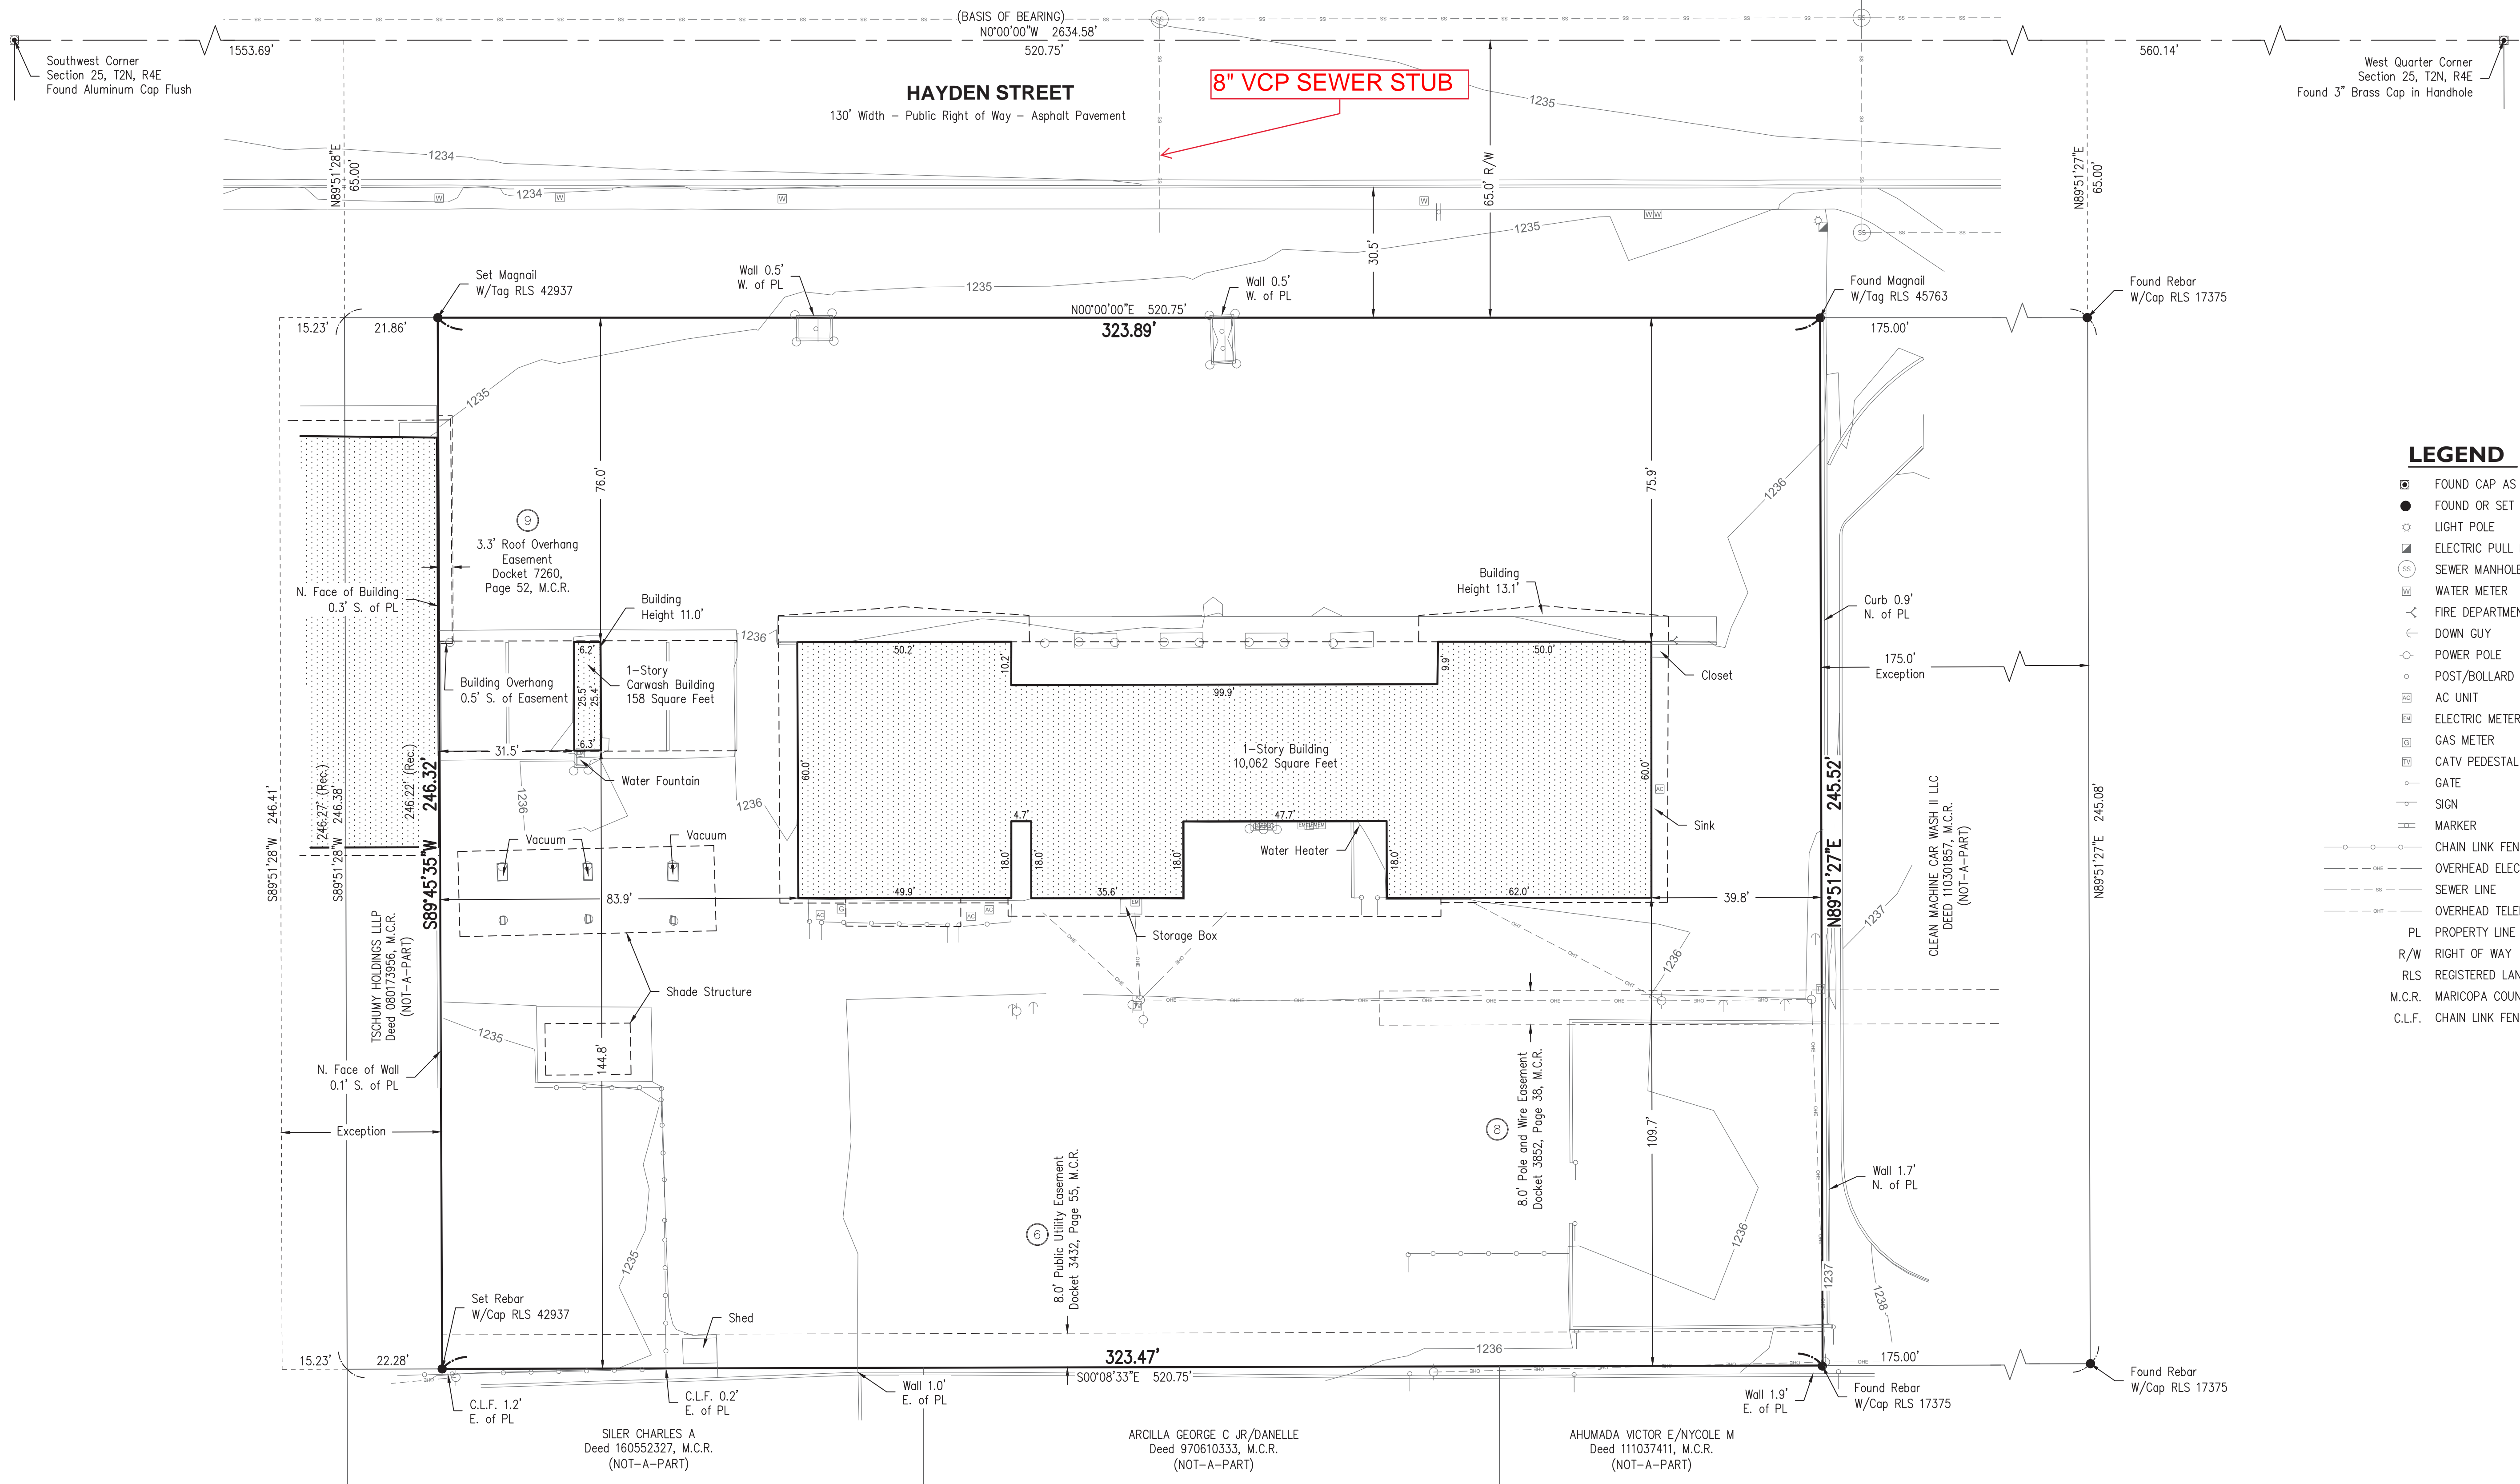 (BASIS OF BEARING)
N0°00'00"W 2634.58'
1553.69'
520.75'
560.14'
Southwest Corner
Section 25, T2N, R4E
Found Aluminum Cap Flush
HAYDEN STREET
130' Width – Public Right of Way – Asphalt Pavement
8" VCP SEWER STUB
West Quarter Corner
Section 25, T2N, R4E
Found 3" Brass Cap in Handhole
N89°51'28"E
65.00'
1234
1234
1235
1235
1235
65.0' R/W
30.5'
N89°51'27"E
65.00'
Set Magnail
W/Tag RLS 42937
Wall 0.5'
W. of PL
Wall 0.5'
W. of PL
Found Magnail
W/Tag RLS 45763
Found Rebar
W/Cap RLS 17375
15.23'
21.86'
N00°00'00"E 520.75'
323.89'
175.00'
1235
76.0'
75.9'
1236
9
3.3' Roof Overhang
Easement
Docket 7260,
Page 52, M.C.R.
N. Face of Building
0.3' S. of PL
Building
Height 11.0'
Building
Height 13.1'
Curb 0.9'
N. of PL
175.0'
Exception
Closet
Building Overhang
0.5' S. of Easement
1-Story
Carwash Building
158 Square Feet
6.2'
25.5'
25.4'
6.3'
31.5'
Water Fountain
1236
1236
1236
50.2'
10.2'
99.9'
9.9'
50.0'
60.0'
60.0'
1-Story Building
10,062 Square Feet
4.7'
47.7'
18.0'
18.0'
18.0'
18.0'
49.9'
35.6'
62.0'
Water Heater
Sink
Storage Box
Vacuum
Vacuum
83.9'
39.8'
S89°51'28"W 246.41'
246.27' (Rec.)
S89°51'28"W 246.38'
246.22' (Rec.)
S89°45'35"W 246.32'
N89°51'27"E 245.52'
N89°51'27"E 245.08'
TSCHUMY HOLDINGS LLLP
Deed 080173956, M.C.R.
(NOT-A-PART)
CLEAN MACHINE CAR WASH II LLC
DEED 110301857, M.C.R.
(NOT-A-PART)
1237
1236
Shade Structure
1235
144.8'
N. Face of Wall
0.1' S. of PL
Exception
6
8.0' Public Utility Easement
Docket 3432, Page 55, M.C.R.
8
8.0' Pole and Wire Easement
Docket 3852, Page 38, M.C.R.
109.7'
Wall 1.7'
N. of PL
1235
1236
1237
1238
Set Rebar
W/Cap RLS 42937
Shed
15.23'
22.28'
323.47'
S00°08'33"E 520.75'
1236
175.00'
C.L.F. 1.2'
E. of PL
C.L.F. 0.2'
E. of PL
Wall 1.0'
E. of PL
Wall 1.9'
E. of PL
Found Rebar
W/Cap RLS 17375
Found Rebar
W/Cap RLS 17375
SILER CHARLES A
Deed 160552327, M.C.R.
(NOT-A-PART)
ARCILLA GEORGE C JR/DANELLE
Deed 970610333, M.C.R.
(NOT-A-PART)
AHUMADA VICTOR E/NYCOLE M
Deed 111037411, M.C.R.
(NOT-A-PART)
LEGEND
FOUND CAP AS
FOUND OR SET
LIGHT POLE
ELECTRIC PULL
SS SEWER MANHOLE
W WATER METER
FIRE DEPARTMEN
DOWN GUY
POWER POLE
POST/BOLLARD
AC AC UNIT
EM ELECTRIC METER
G GAS METER
TV CATV PEDESTAL
GATE
SIGN
MARKER
CHAIN LINK FEN
OHE OVERHEAD ELEC
SS SEWER LINE
OHT OVERHEAD TELE
PL PROPERTY LINE
R/W RIGHT OF WAY
RLS REGISTERED LAN
M.C.R. MARICOPA COUN
C.L.F. CHAIN LINK FEN